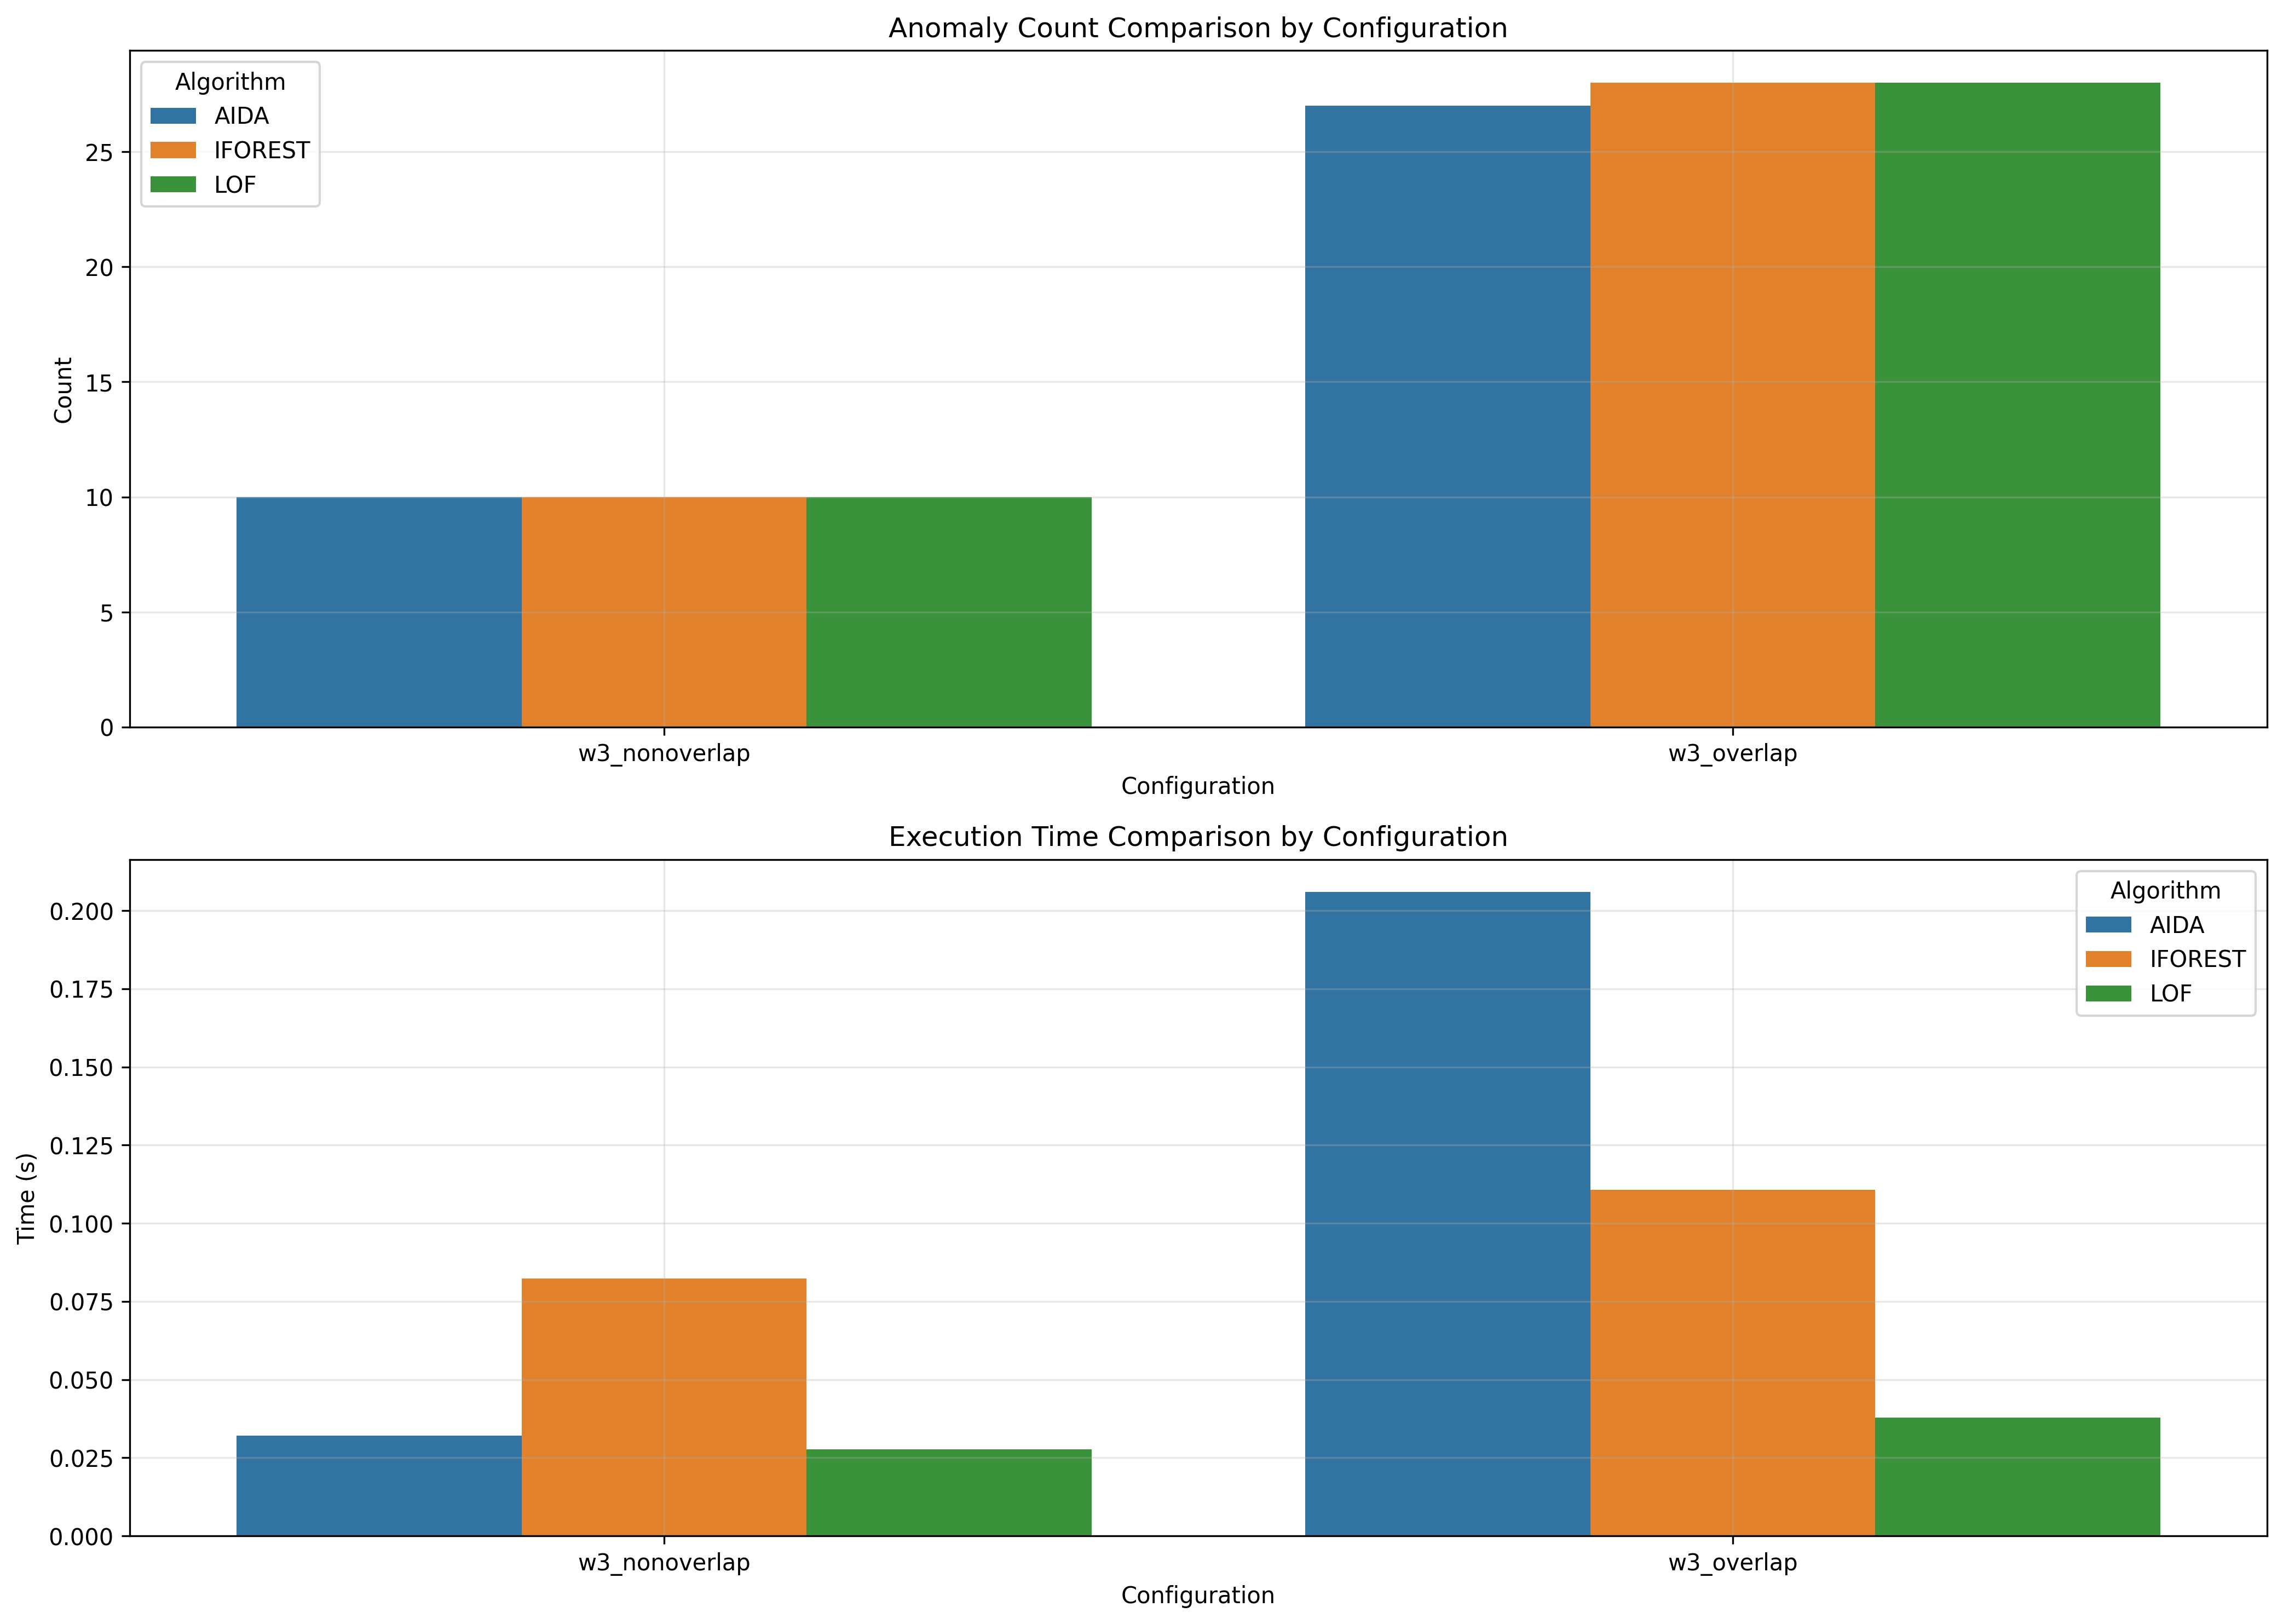 Anomaly Count Comparison by Configuration
Algorithm
AIDA
IFOREST
LOF
Count
25
20
15
10
5
0
w3_nonoverlap
w3_overlap
Configuration
Execution Time Comparison by Configuration
Algorithm
AIDA
IFOREST
LOF
Time (s)
0.200
0.175
0.150
0.125
0.100
0.075
0.050
0.025
0.000
w3_nonoverlap
w3_overlap
Configuration